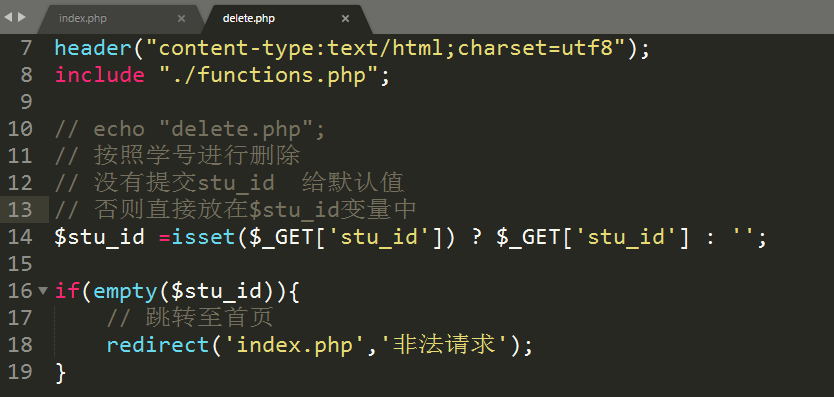 index.php × delete.php ×
7 header("content-type:text/html;charset=utf8");
8 include "./functions.php";
9
10 // echo "delete.php";
11 // 按照学号进行删除
12 // 没有提交stu_id  给默认值
13 // 否则直接放在$stu_id变量中
14 $stu_id =isset($_GET['stu_id']) ? $_GET['stu_id'] : '';
15
16 if(empty($stu_id)){
17     // 跳转至首页
18     redirect('index.php','非法请求');
19 }